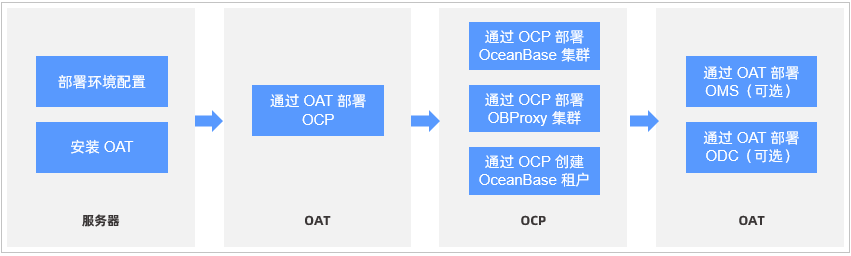 部署环境配置
安装 OAT
服务器
通过 OAT 部署
OCP
OAT
通过 OCP 部署
OceanBase 集群
通过 OCP 部署
OBProxy 集群
通过 OCP 创建
OceanBase 租户
OCP
通过 OAT 部署
OMS（可选）
通过 OAT 部署
ODC（可选）
OAT